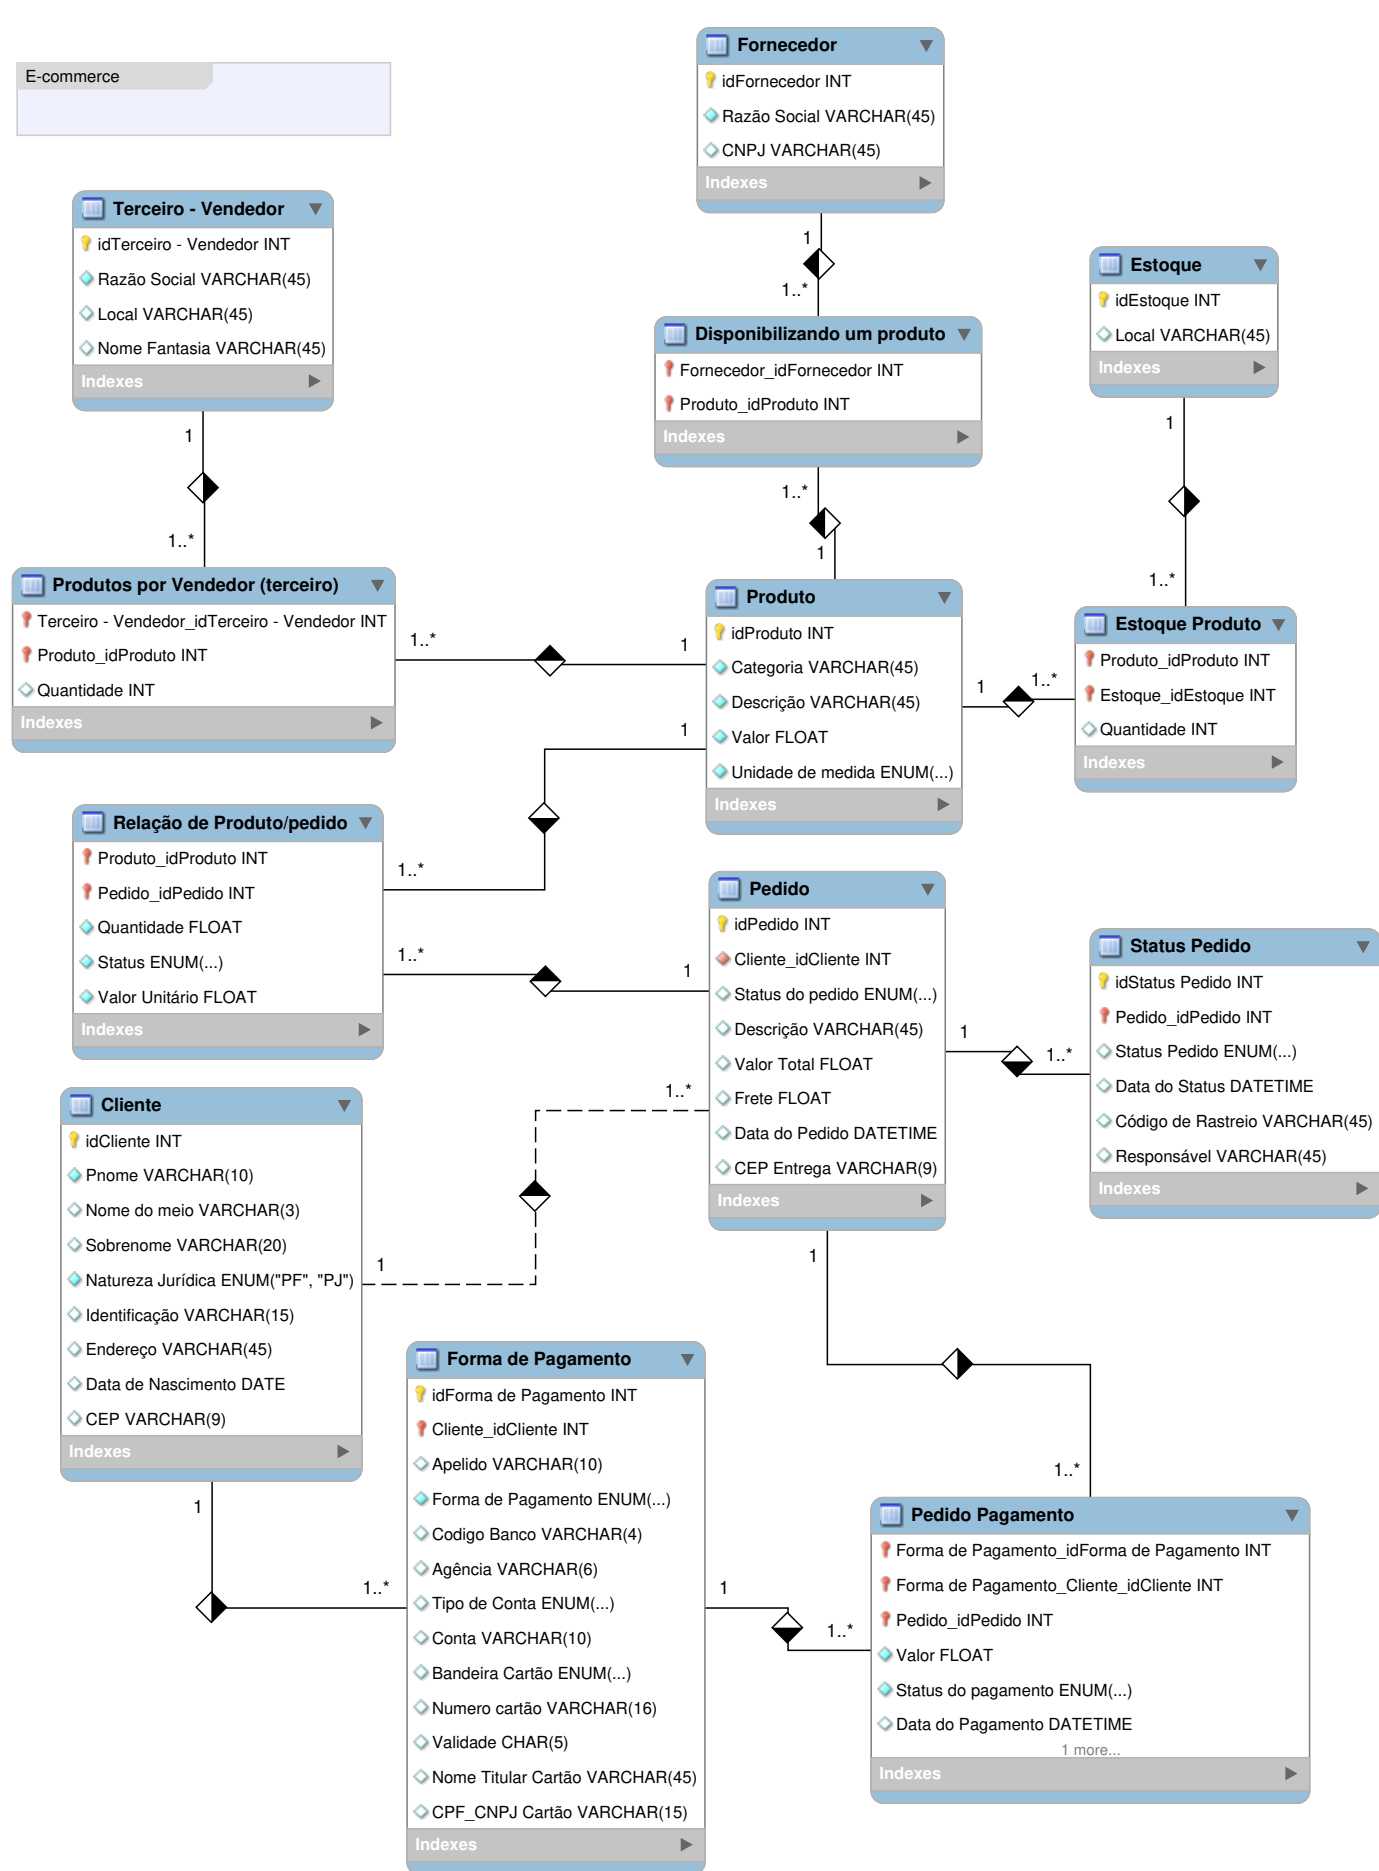 E-commerce
Fornecedor
idFornecedor INT
Razão Social VARCHAR(45)
CNPJ VARCHAR(45)
Indexes
1
1..*
Terceiro - Vendedor
idTerceiro - Vendedor INT
Razão Social VARCHAR(45)
Local VARCHAR(45)
Nome Fantasia VARCHAR(45)
Indexes
1
1..*
Disponibilizando um produto
Fornecedor_idFornecedor INT
Produto_idProduto INT
Indexes
1..*
1
Estoque
idEstoque INT
Local VARCHAR(45)
Indexes
1
1..*
Produtos por Vendedor (terceiro)
Terceiro - Vendedor_idTerceiro - Vendedor INT
Produto_idProduto INT
Quantidade INT
Indexes
1..*
1
Produto
idProduto INT
Categoria VARCHAR(45)
Descrição VARCHAR(45)
Valor FLOAT
Unidade de medida ENUM(...)
Indexes
1
1..*
Estoque Produto
Produto_idProduto INT
Estoque_idEstoque INT
Quantidade INT
Indexes
1
1..*
Relação de Produto/pedido
Produto_idProduto INT
Pedido_idPedido INT
Quantidade FLOAT
Status ENUM(...)
Valor Unitário FLOAT
Indexes
1..*
1
Pedido
idPedido INT
Cliente_idCliente INT
Status do pedido ENUM(...)
Descrição VARCHAR(45)
Valor Total FLOAT
Frete FLOAT
Data do Pedido DATETIME
CEP Entrega VARCHAR(9)
Indexes
1
1..*
Status Pedido
idStatus Pedido INT
Pedido_idPedido INT
Status Pedido ENUM(...)
Data do Status DATETIME
Código de Rastreio VARCHAR(45)
Responsável VARCHAR(45)
Indexes
1..*
1
Cliente
idCliente INT
Pnome VARCHAR(10)
Nome do meio VARCHAR(3)
Sobrenome VARCHAR(20)
Natureza Jurídica ENUM("PF", "PJ")
Identificação VARCHAR(15)
Endereço VARCHAR(45)
Data de Nascimento DATE
CEP VARCHAR(9)
Indexes
1
1..*
Forma de Pagamento
idForma de Pagamento INT
Cliente_idCliente INT
Apelido VARCHAR(10)
Forma de Pagamento ENUM(...)
Codigo Banco VARCHAR(4)
Agência VARCHAR(6)
Tipo de Conta ENUM(...)
Conta VARCHAR(10)
Bandeira Cartão ENUM(...)
Numero cartão VARCHAR(16)
Validade CHAR(5)
Nome Titular Cartão VARCHAR(45)
CPF_CNPJ Cartão VARCHAR(15)
Indexes
1
1..*
1
1..*
Pedido Pagamento
Forma de Pagamento_idForma de Pagamento INT
Forma de Pagamento_Cliente_idCliente INT
Pedido_idPedido INT
Valor FLOAT
Status do pagamento ENUM(...)
Data do Pagamento DATETIME
1 more...
Indexes